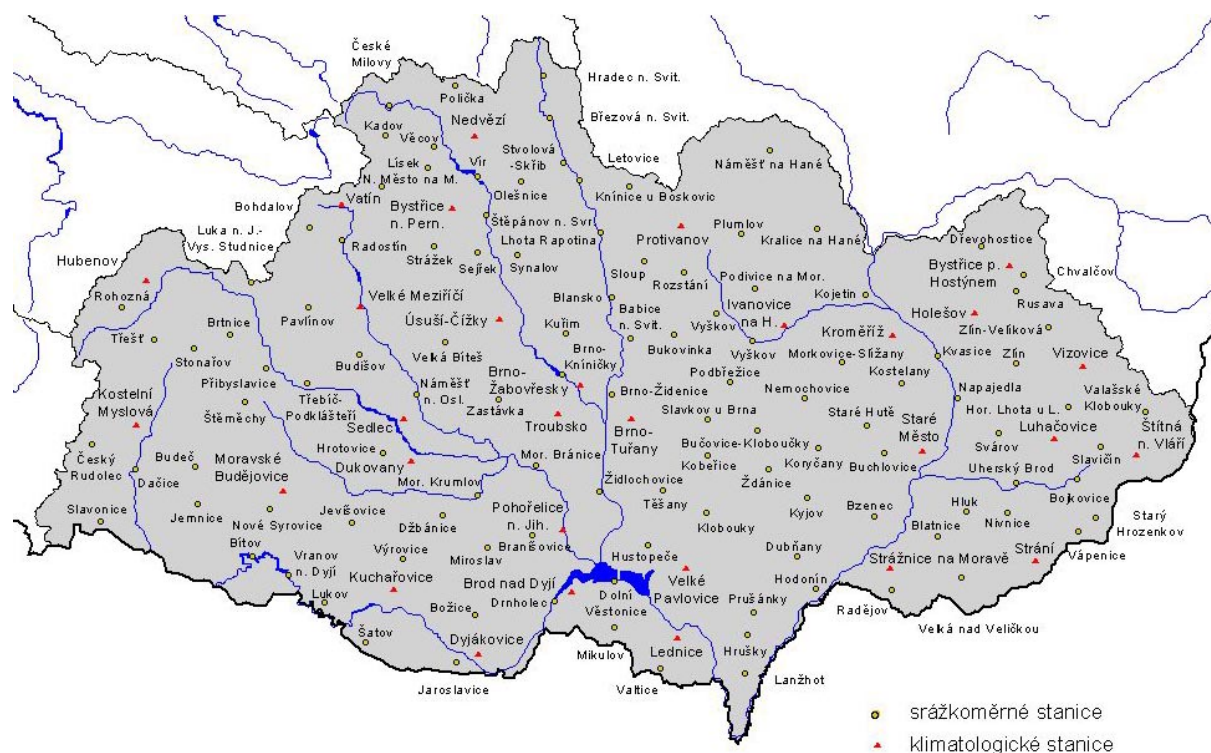 České
Milovy
Polička
Hradec n. Svit.
Nedvězí
Březová n. Svit.
Kadov
Věcov
Stvolová
-Skřib
Letovice
Náměšť na Hané
Lísek
Vír
N. Město na M.
Olešnice
Knínice u Boskovic
Vatín
Bohdalov
Bystřice
n. Pern.
Štěpánov n. Svr.
Plumlov
Luka n. J.-
Vys. Studnice
Radostín
Lhota Rapotina
Protivanov
Kralice na Hané
Dřevohostice
Hubenov
Strážek
Sejřek
Synalov
Sloup
Rozstání
Podivice na Mor.
Bystřice p.
Hostýnem
Chvalčov
Rohozná
Velké Meziříčí
Blansko
Babice
n. Svit.
Ivanovice
na H.
Kojetin
Rusava
Holešov
Brtnice
Pavlínov
Úsuší-Čížky
Kuřim
Vyškov
Kroměříž
Zlín-Velíková
Třešť
Stonařov
Budišov
Velká Bíteš
Brno-
Kníničky
Bukovinka
Vyškov
Morkovice-Slížany
Kvasice
Zlín
Vizovice
Kostelní
Myslová
Přibyslavice
Náměšť
n. Osl.
Brno-
Žabovřesky
Brno-Židenice
Podbřežice
Nemochovice
Kostelany
Napajedla
Valašské
Klobouky
Štěměchy
Třebíč-
Podklášteří
Zastávka
Troubsko
Slavkov u Brna
Staré Hutě
Hor. Lhota u L.
Sedlec
Brno-
Tuřany
Bučovice-Kloboučky
Staré
Město
Luhačovice
Štítná
n. Vláří
Český
Rudolec
Budeč
Moravské
Budějovice
Hrotovice
Dukovany
Mor. Bránice
Kobeřice
Koryčany
Buchlovice
Svárov
Slavičín
Dačice
Mor. Krumlov
Židlochovice
Ždánice
Uherský Brod
Slavonice
Jemnice
Nové Syrovice
Jevišovice
Džbánice
Pohořelice
n. Jih.
Těšany
Klobouky
Kyjov
Bzenec
Hluk
Blatnice
Nivnice
Bojkovice
Starý
Hrozenkov
Bítov
Vranov
n. Dyjí
Výrovice
Miroslav
Branišovice
Hustopeče
Dubňany
Strážnice na Moravě
Strání
Vápenice
Lukov
Kuchařovice
Brod nad Dyjí
Velké
Pavlovice
Hodonín
Božice
Drnholec
Dolní
Věstonice
Prušánky
Radějov
Velká nad Veličkou
Šatov
Dyjákovice
Mikulov
Lednice
Hrušky
Jaroslavice
Valtice
Lanžhot
srážkoměrné stanice
klimatologické stanice